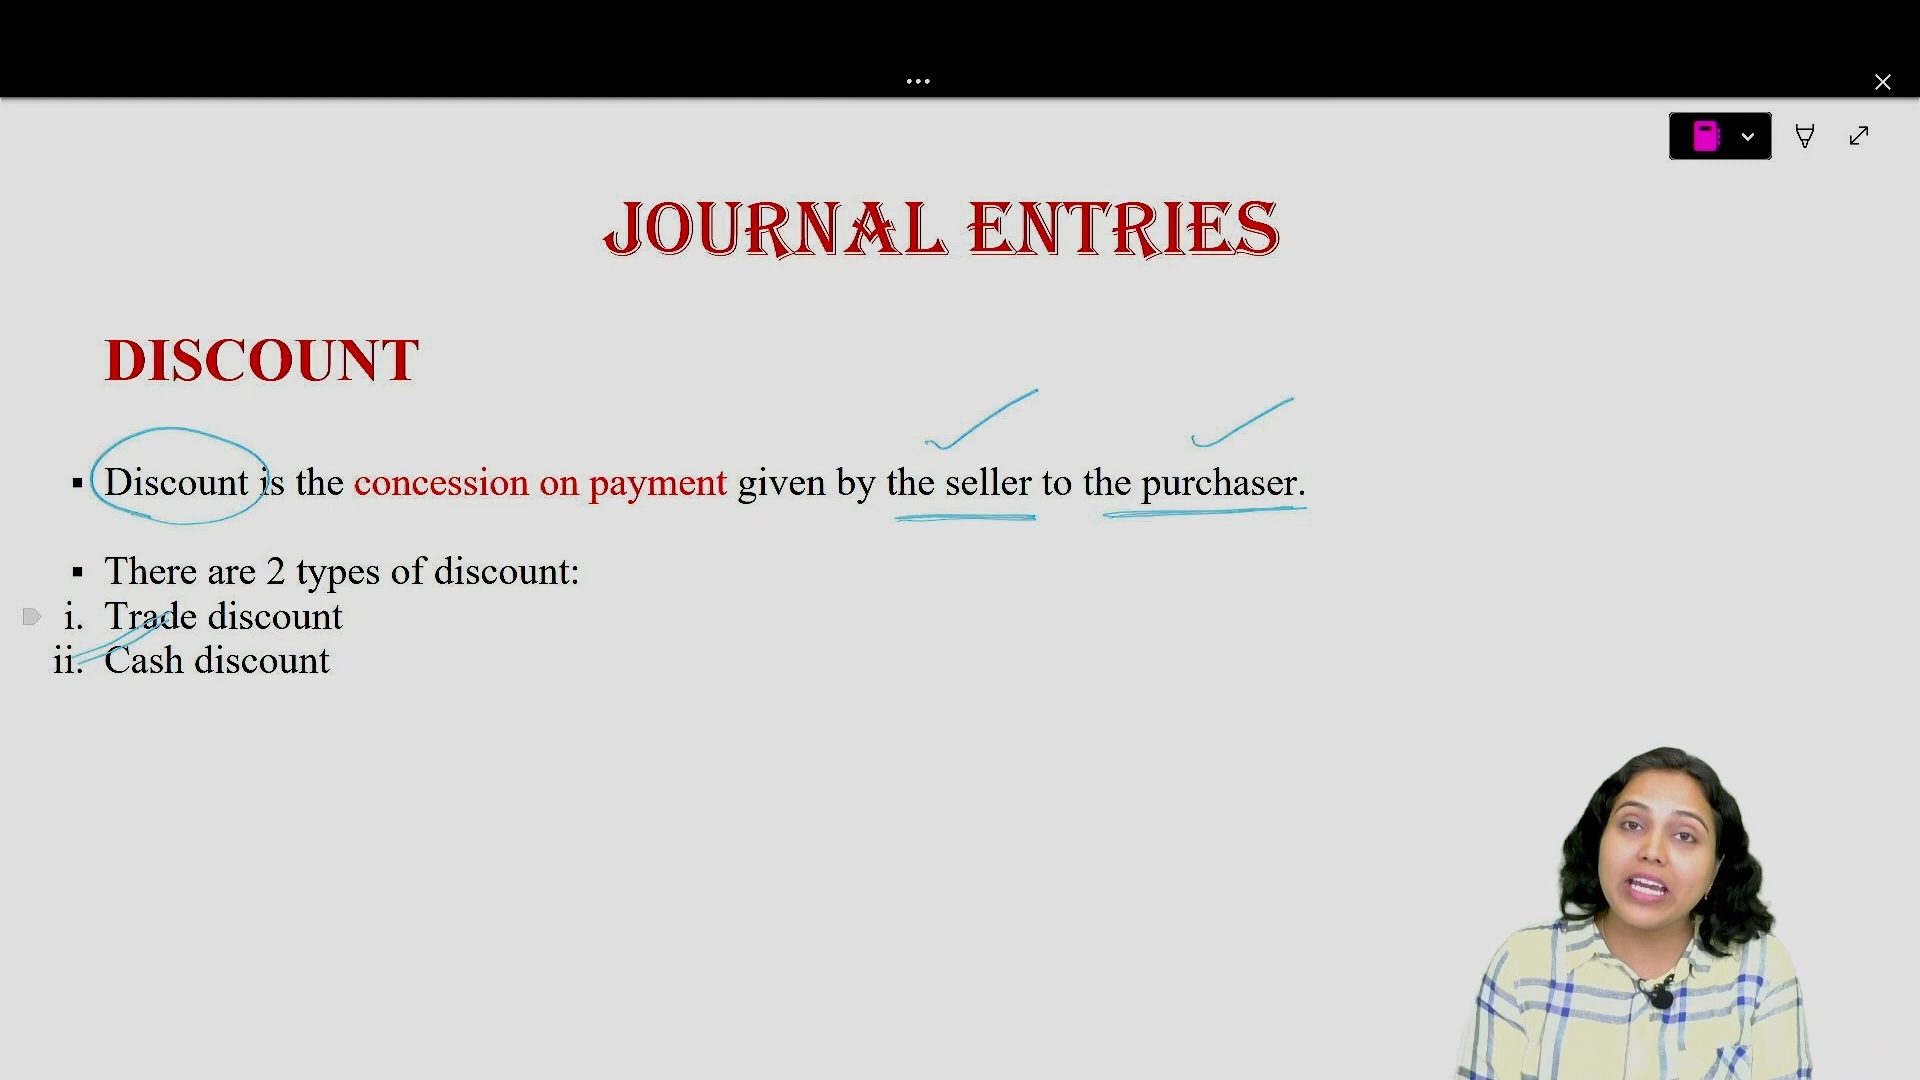 JOURNAL ENTRIES
DISCOUNT
▪ Discount is the concession on payment given by the seller to the purchaser.
▪ There are 2 types of discount:
i. Trade discount
ii. Cash discount